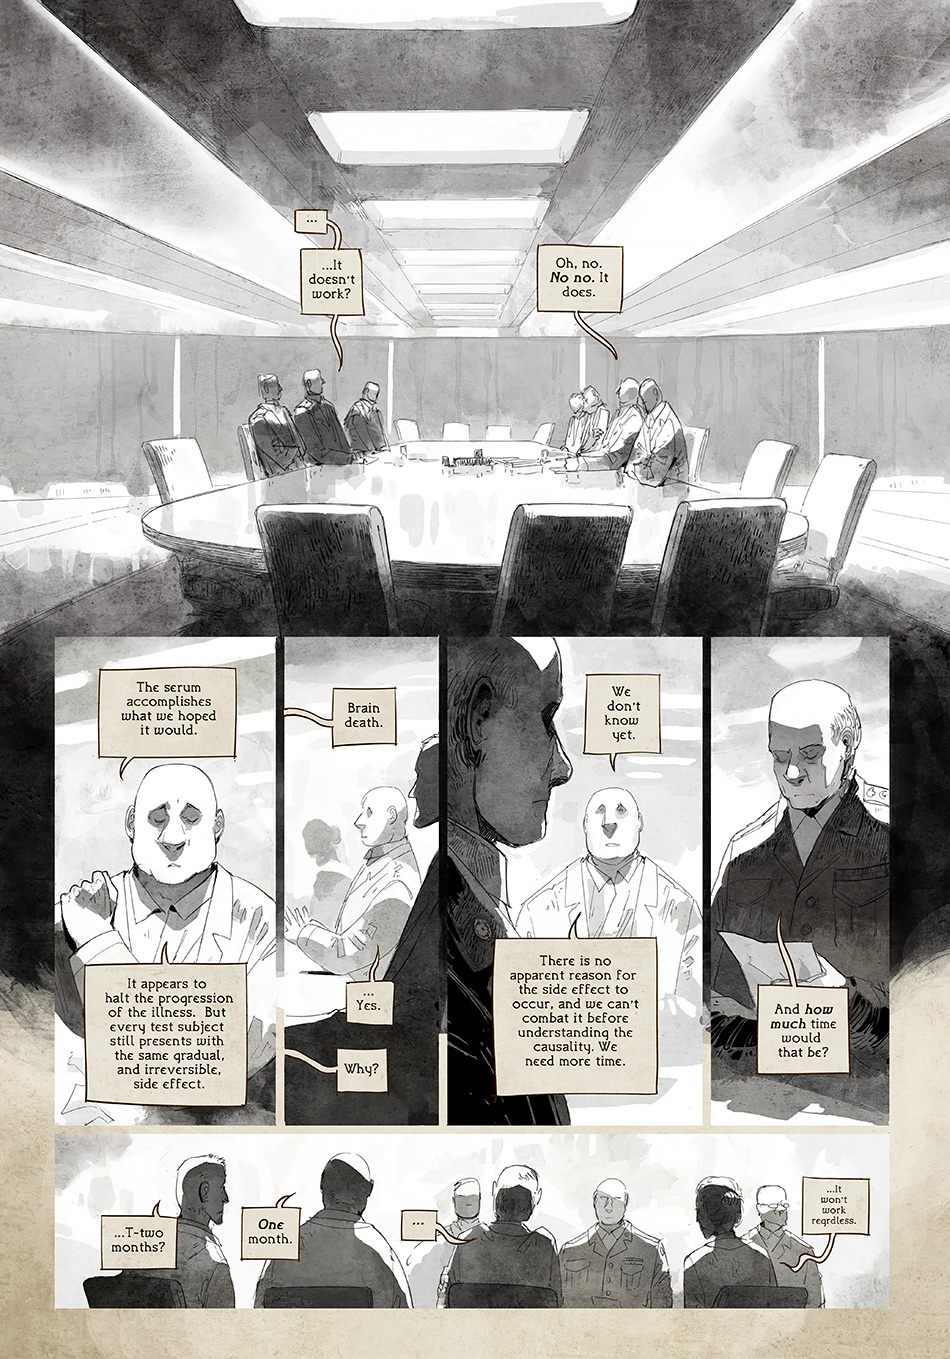 ...
...It
doesn't
work?
Oh, no.
No no. It
does.
The serum
accomplishes
what we hoped
it would.
It appears to
halt the progression
of the illness. But
every test subject
still presents with
the same gradual,
and irreversible,
side effect.
Brain
death.
...
Yes.
Why?
We
don't
know
yet.
There is no
apparent reason for
the side effect to
occur, and we can't
combat it before
understanding the
causality. We
need more time.
And how
much time
would
that be?
...T-two
months?
One
month.
...
...It
won't
work
regrdless.